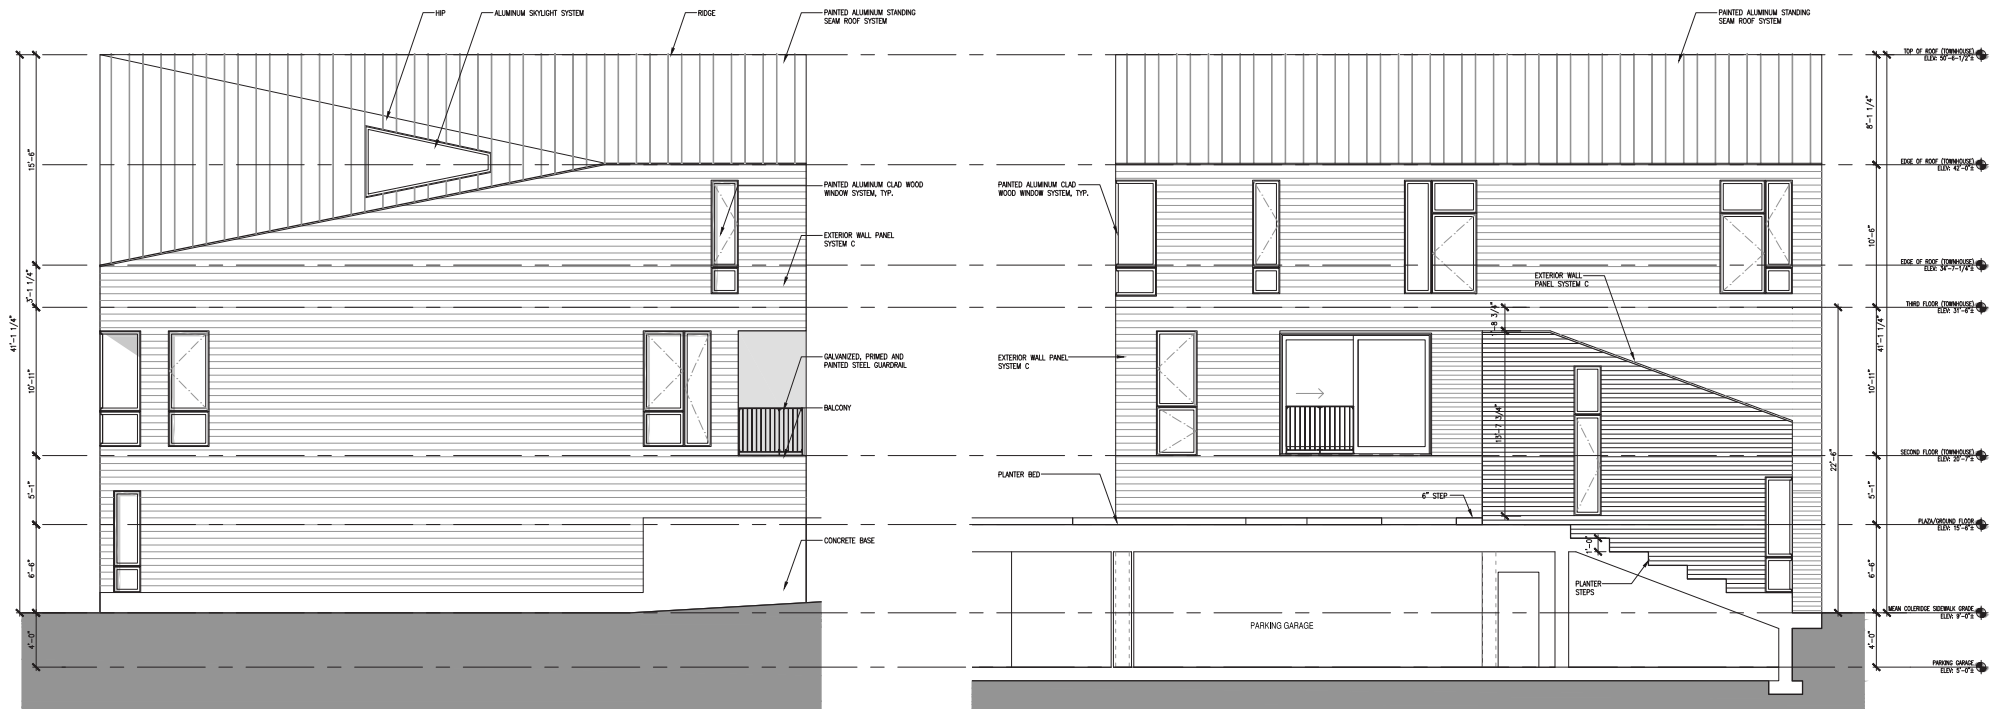 HIP
ALUMINUM SKYLIGHT SYSTEM
RIDGE
PAINTED ALUMINUM STANDING
SEAM ROOF SYSTEM
PAINTED ALUMINUM STANDING
SEAM ROOF SYSTEM
TOP OF ROOF (TOWNHOUSE)
ELEV: 50'-6-1/2"±
8'-1 1/4"
15'-6"
EDGE OF ROOF (TOWNHOUSE)
ELEV: 42'-0"±
PAINTED ALUMINUM CLAD WOOD
WINDOW SYSTEM, TYP.
PAINTED ALUMINUM CLAD
WOOD WINDOW SYSTEM, TYP.
EXTERIOR WALL PANEL
SYSTEM C
10'-6"
EDGE OF ROOF (TOWNHOUSE)
ELEV: 34'-7-1/4"±
EXTERIOR WALL
PANEL SYSTEM C
3'-1 1/4"
THIRD FLOOR (TOWNHOUSE)
ELEV: 31'-6"±
41'-1 1/4"
-8 3/4"
41'-1 1/4"
GALVANIZED, PRIMED AND
PAINTED STEEL GUARDRAIL
EXTERIOR WALL PANEL
SYSTEM C
10'-11"
10'-11"
BALCONY
13'-7 3/4"
SECOND FLOOR (TOWNHOUSE)
ELEV: 20'-7"±
22'-6"
PLANTER BED
6" STEP
5'-1"
5'-1"
PLAZA/GROUND FLOOR
ELEV: 15'-6"±
CONCRETE BASE
1'-0"
6'-6"
6'-6"
PLANTER
STEPS
MEAN COLERIDGE SIDEWALK GRADE
ELEV: 9'-0"±
PARKING GARAGE
4'-0"
4'-0"
PARKING GARAGE
ELEV: 5'-0"±